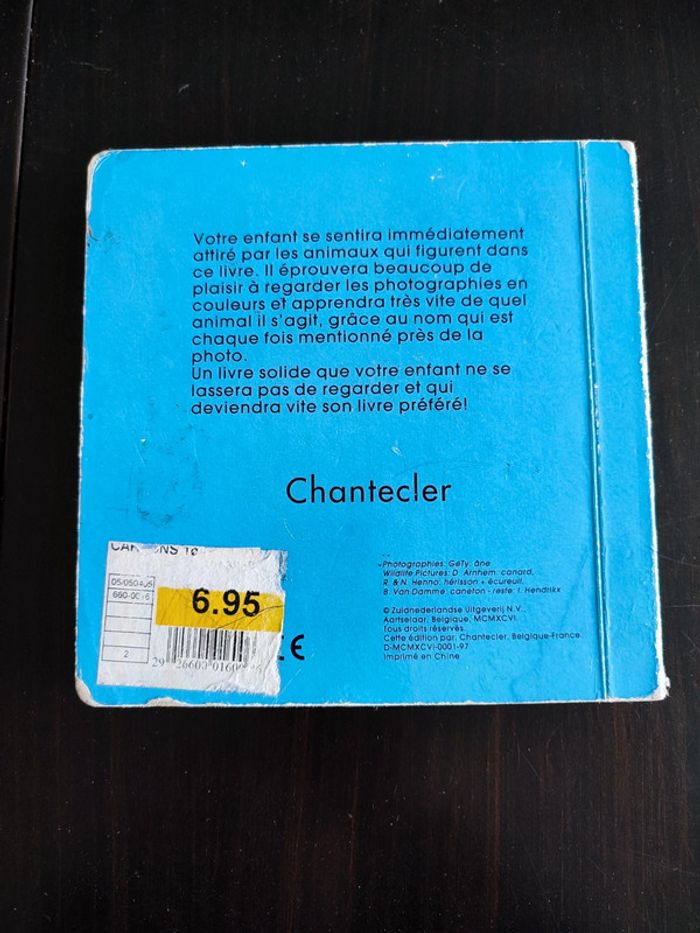 Votre enfant se sentira immédiatement
attiré par les animaux qui figurent dans
ce livre. Il éprouvera beaucoup de
plaisir à regarder les photographies en
couleurs et apprendra très vite de quel
animal il s'agit, grâce au nom qui est
chaque fois mentionné près de la
photo.
Un livre solide que votre enfant ne se
lassera pas de regarder et qui
deviendra vite son livre préféré!
Chantecler
6.95
2
CE
Photographies: GeTy: âne
Wildlife Pictures: D. Arnhem: canard,
R. & N. Henno: hérisson + écureuil,
B. Van Damme: caneton - reste: I. Hendrikx
© Zuidnederlandse Uitgeverij N.V.,
Aartselaar, Belgique, MCMXCVI.
Tous droits réservés.
Cette édition par: Chantecler, Belgique-France.
D-MCMXCVI-0001-97
Imprimé en Chine